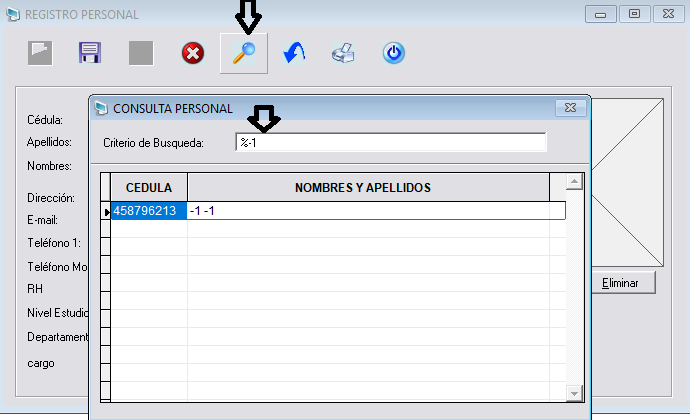 REGISTRO PERSONAL
CONSULTA PERSONAL
Cédula:
Criterio de Busqueda: %-1
Apellidos:
Nombres:
CEDULA NOMBRES Y APELLIDOS
Dirección:
458796213 -1 -1
E-mail:
Teléfono 1:
Teléfono Mo
Eliminar
RH
Nivel Estudio
Departament
cargo